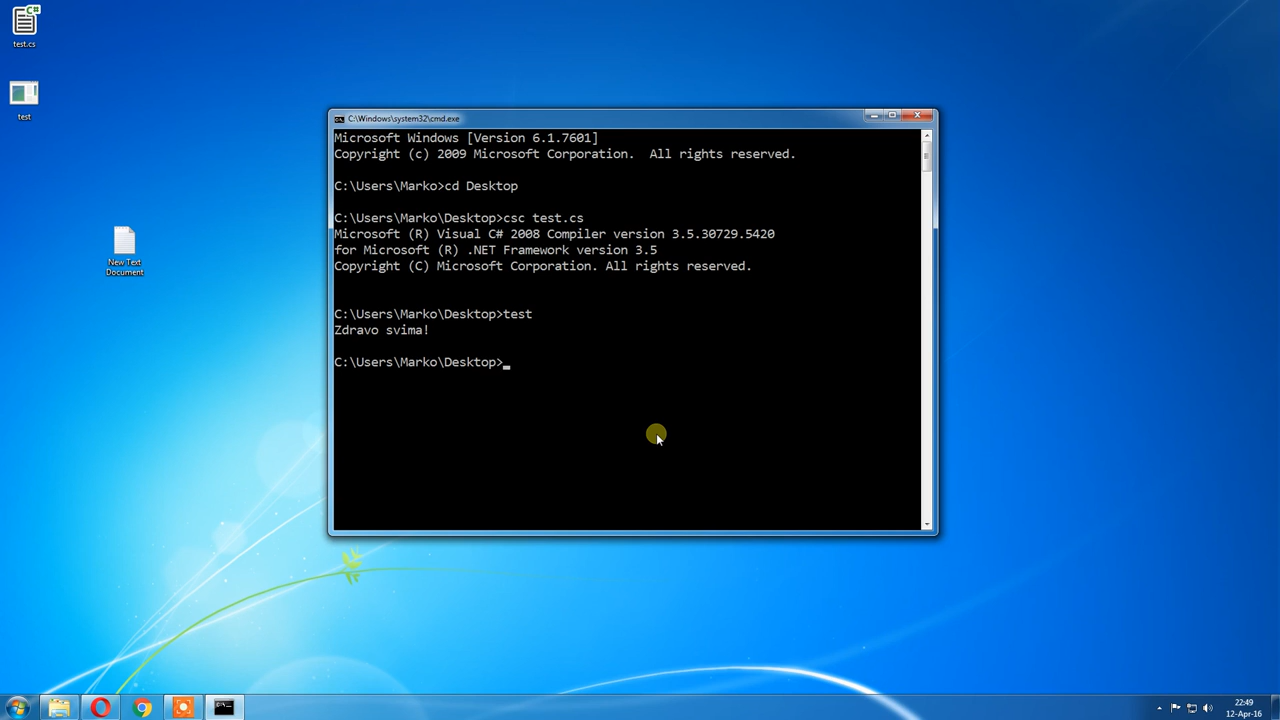 test.cs
test
New Text
Document
C:\Windows\system32\cmd.exe
Microsoft Windows [Version 6.1.7601]
Copyright (c) 2009 Microsoft Corporation.  All rights reserved.
C:\Users\Marko>cd Desktop
C:\Users\Marko\Desktop>csc test.cs
Microsoft (R) Visual C# 2008 Compiler version 3.5.30729.5420
for Microsoft (R) .NET Framework version 3.5
Copyright (C) Microsoft Corporation. All rights reserved.
C:\Users\Marko\Desktop>test
Zdravo svima!
C:\Users\Marko\Desktop>_
22:49
12-Apr-16